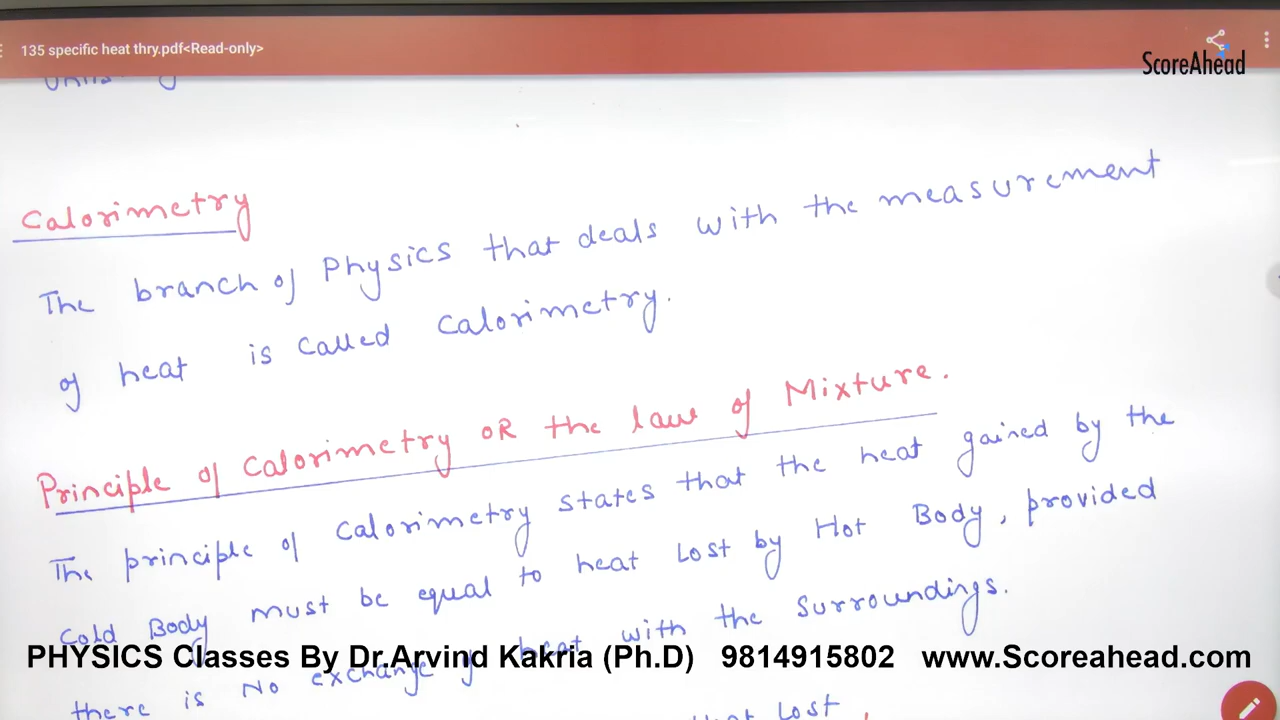 135 specific heat thry.pdf<Read-only>
ScoreAhead
Calorimetry
The branch of Physics that deals with the measurement
of heat is called Calorimetry.
Principle of Calorimetry OR the law of Mixture.
The principle of Calorimetry states that the heat gained by the
Cold Body must be equal to heat Lost by Hot Body, provided
there is No exchange of heat with the surroundings.
PHYSICS Classes By Dr.Arvind Kakria (Ph.D) 9814915802 www.Scoreahead.com
Lost